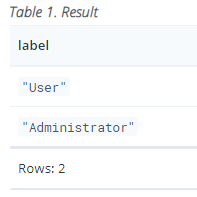 Table 1. Result
label
"User"
"Administrator"
Rows: 2